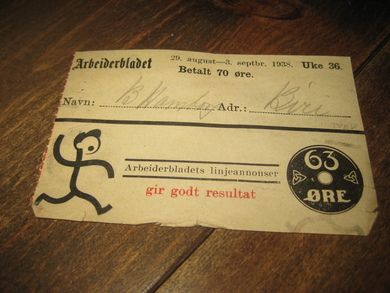 Arbeiderbladet 29. august—3. septbr. 1938. Uke 36.
Betalt 70 øre.
Navn: Adr.: Biri
Arbeiderbladets linjeannonser
gir godt resultat
63
ØRE